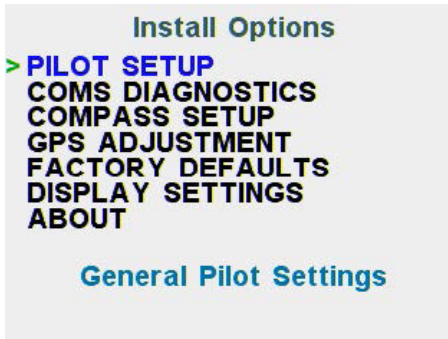 Install Options
> PILOT SETUP
COMS DIAGNOSTICS
COMPASS SETUP
GPS ADJUSTMENT
FACTORY DEFAULTS
DISPLAY SETTINGS
ABOUT
General Pilot Settings